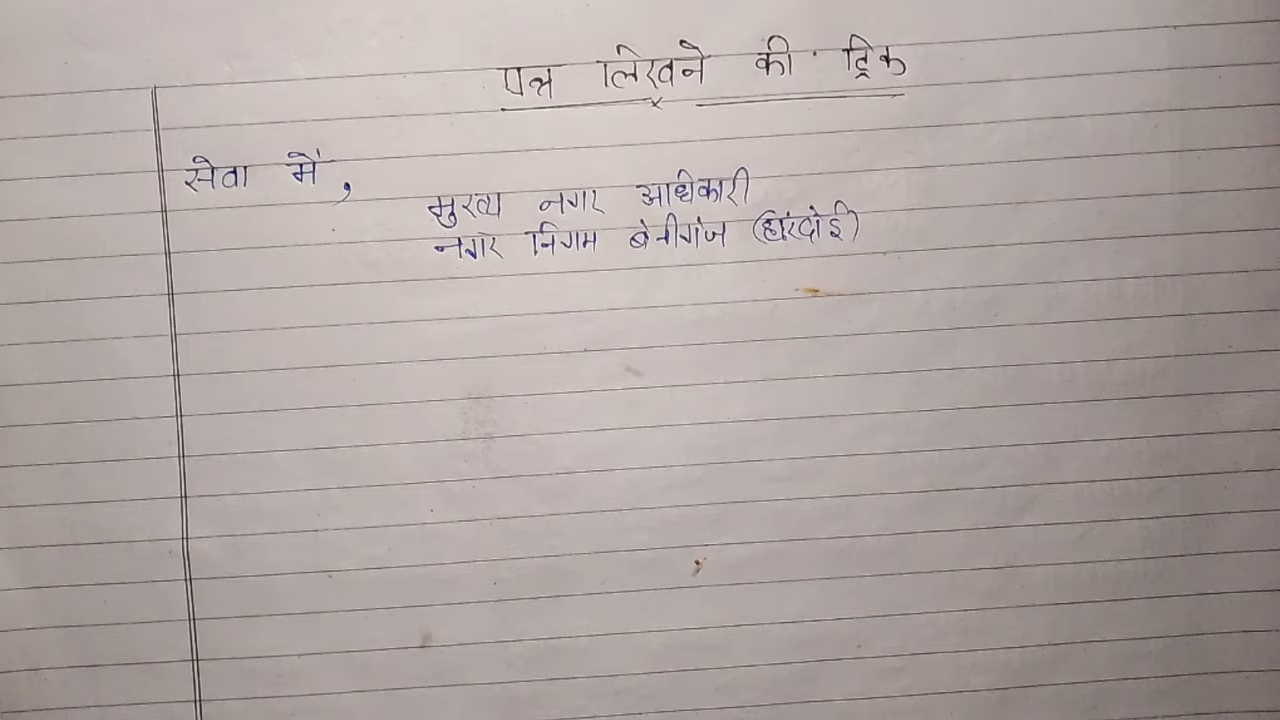 पत्र लिखने की ट्रिक
सेवा में,
मुख्य नगर अधिकारी
नगर निगम बेनीगंज (हरदोई)